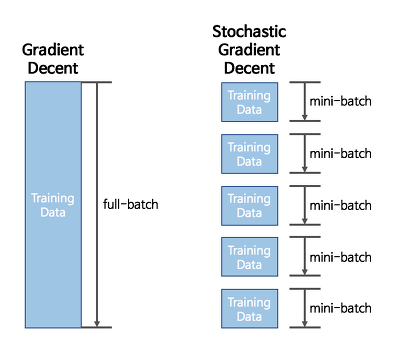 Gradient
Decent
Training
Data
full-batch
Stochastic
Gradient
Decent
Training
Data
mini-batch
Training
Data
mini-batch
Training
Data
mini-batch
Training
Data
mini-batch
Training
Data
mini-batch